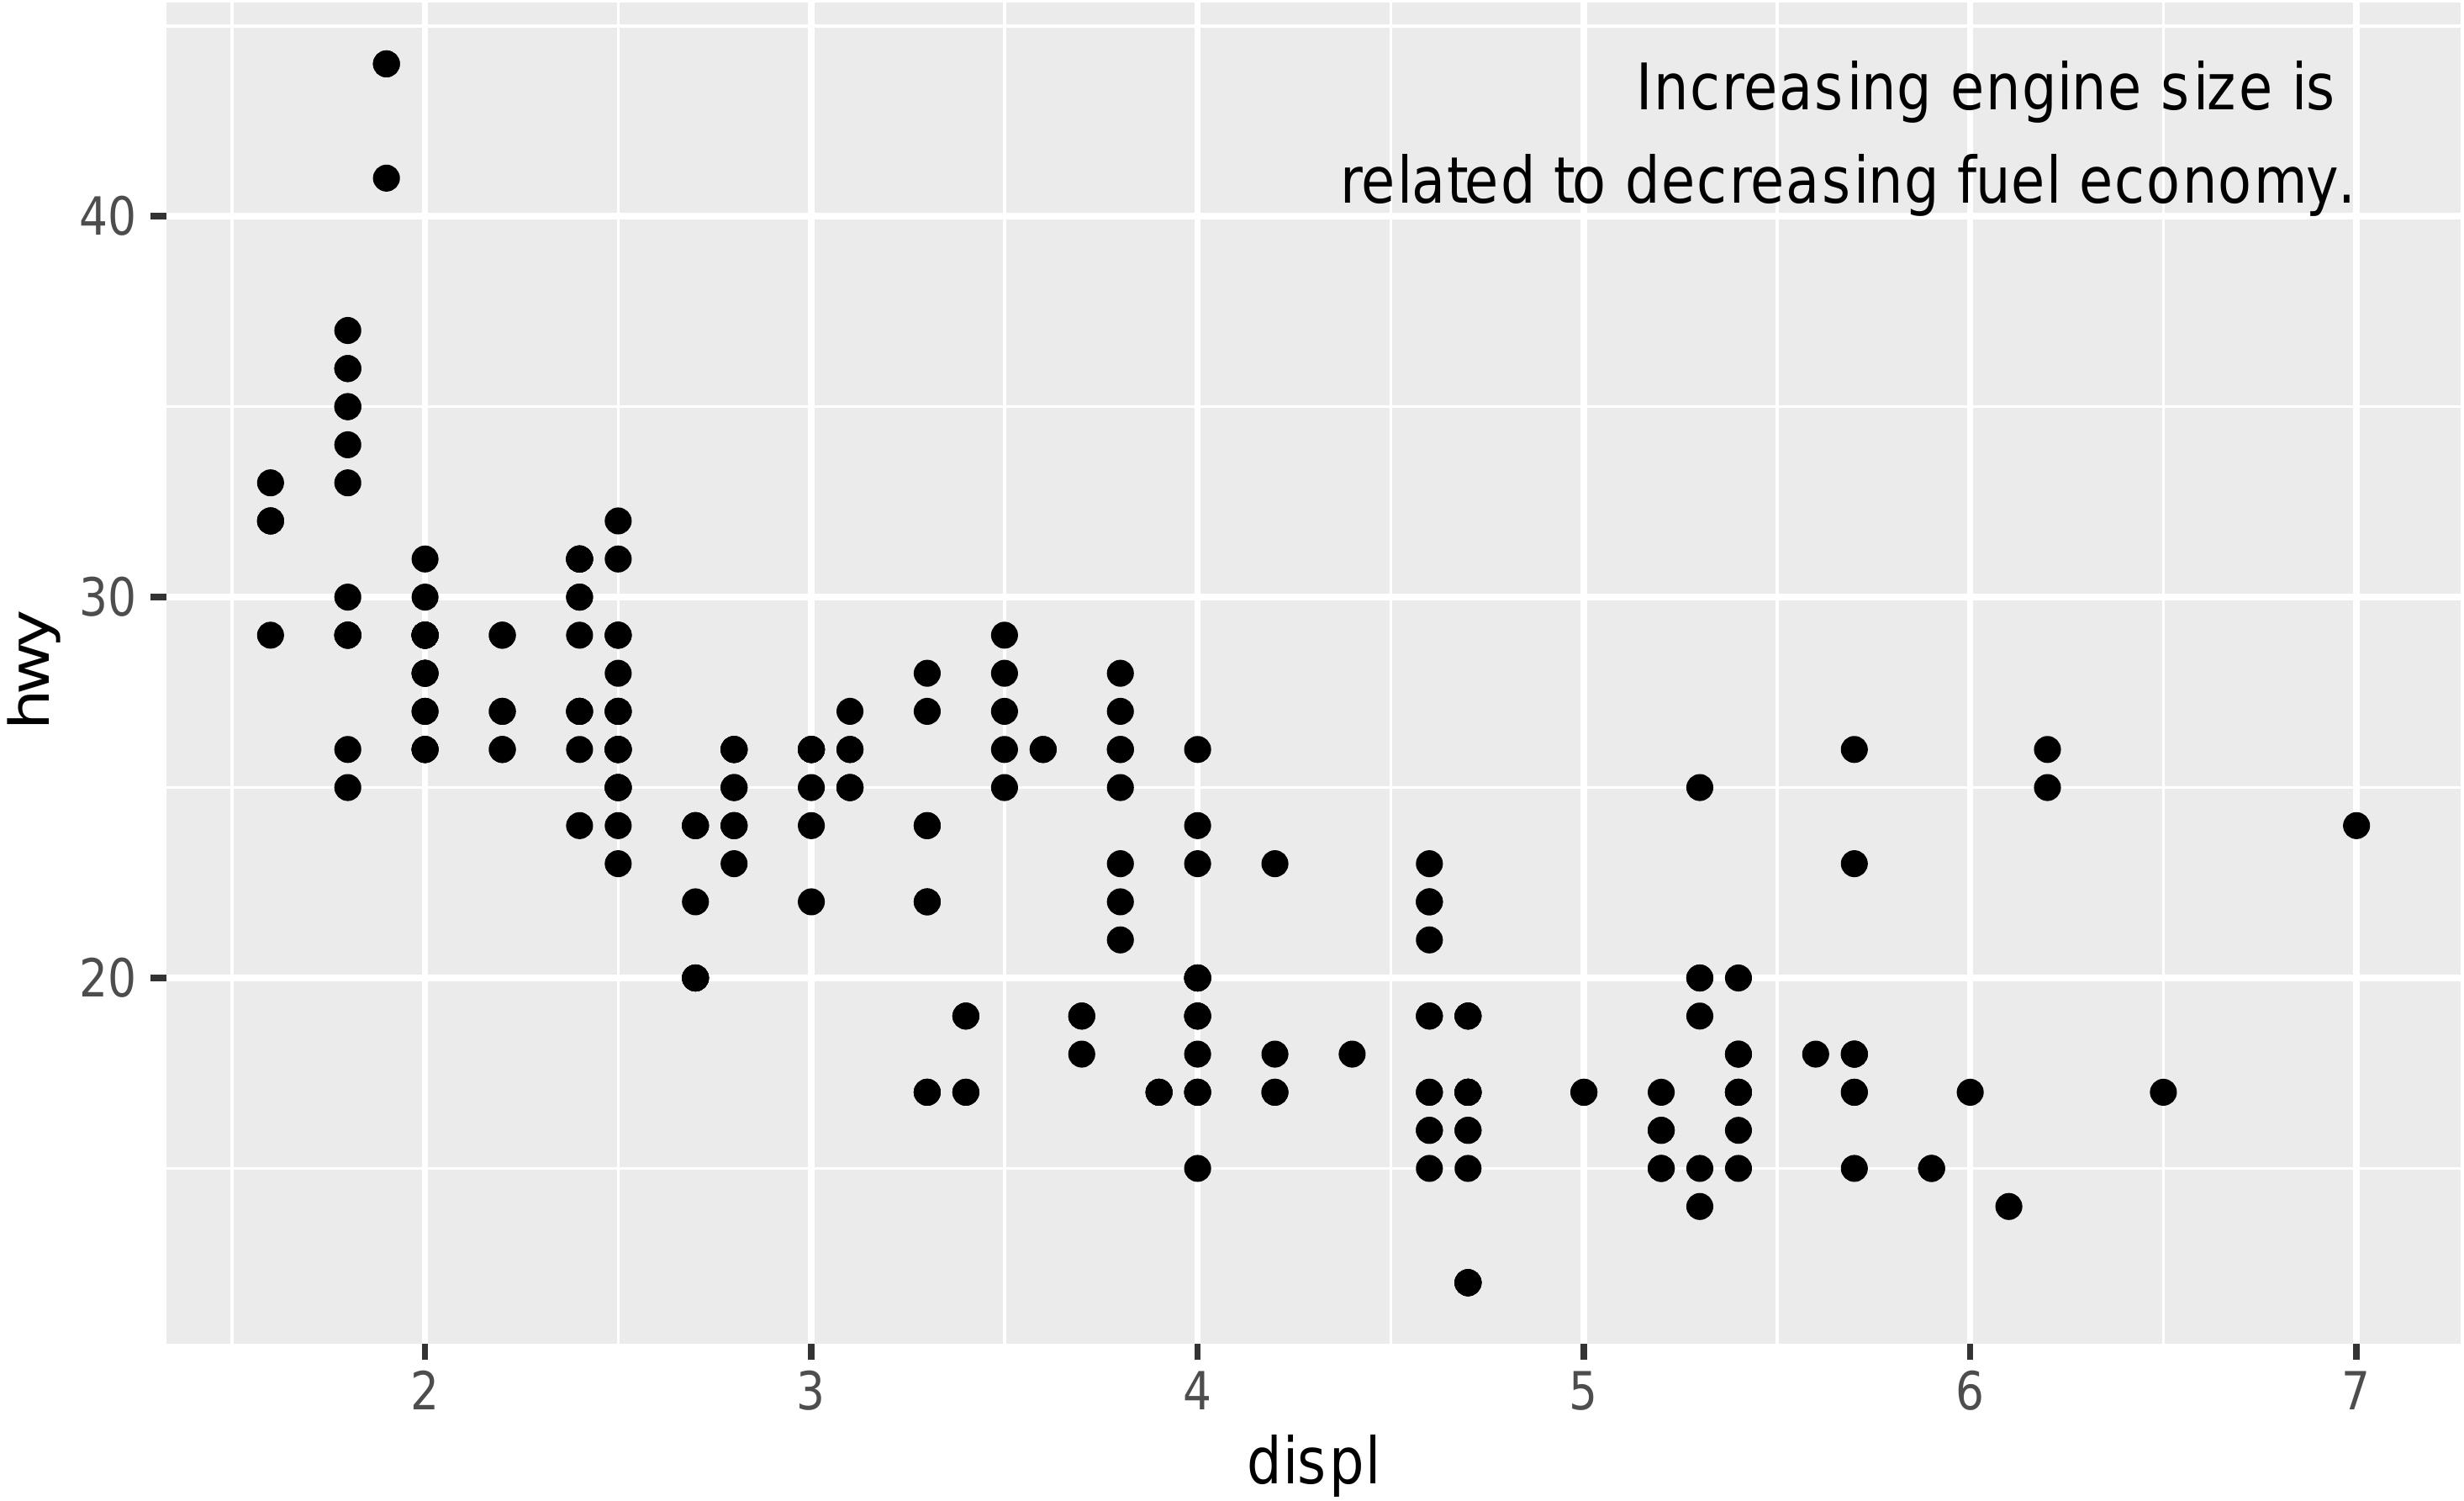 Increasing engine size is
related to decreasing fuel economy.
40
30
20
hwy
2 3 4 5 6 7
displ